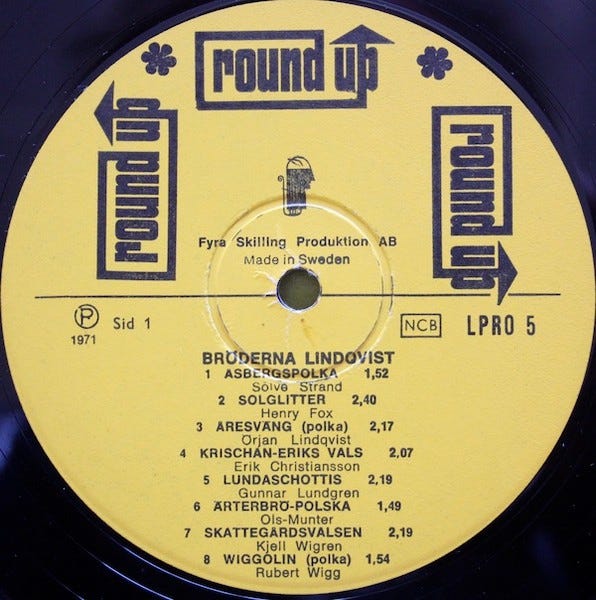 round up
round up
round up
Fyra Skilling Produktion AB
Made in Sweden
P
1971
Sid 1
NCB
LPRO 5
BRÖDERNA LINDQVIST
1 ASBERGSPOLKA 1,52
Sölve Strand
2 SOLGLITTER 2,40
Henry Fox
3 ÅRESVÄNG (polka) 2,17
Örjan Lindqvist
4 KRISCHAN-ERIKS VALS 2,07
Erik Christiansson
5 LUNDASCHOTTIS 2,19
Gunnar Lundgren
6 ÄRTERBRO-POLSKA 1,49
Ols-Munter
7 SKATTEGÅRDSVALSEN 2,19
Kjell Wigren
8 WIGGOLIN (polka) 1,54
Rubert Wigg